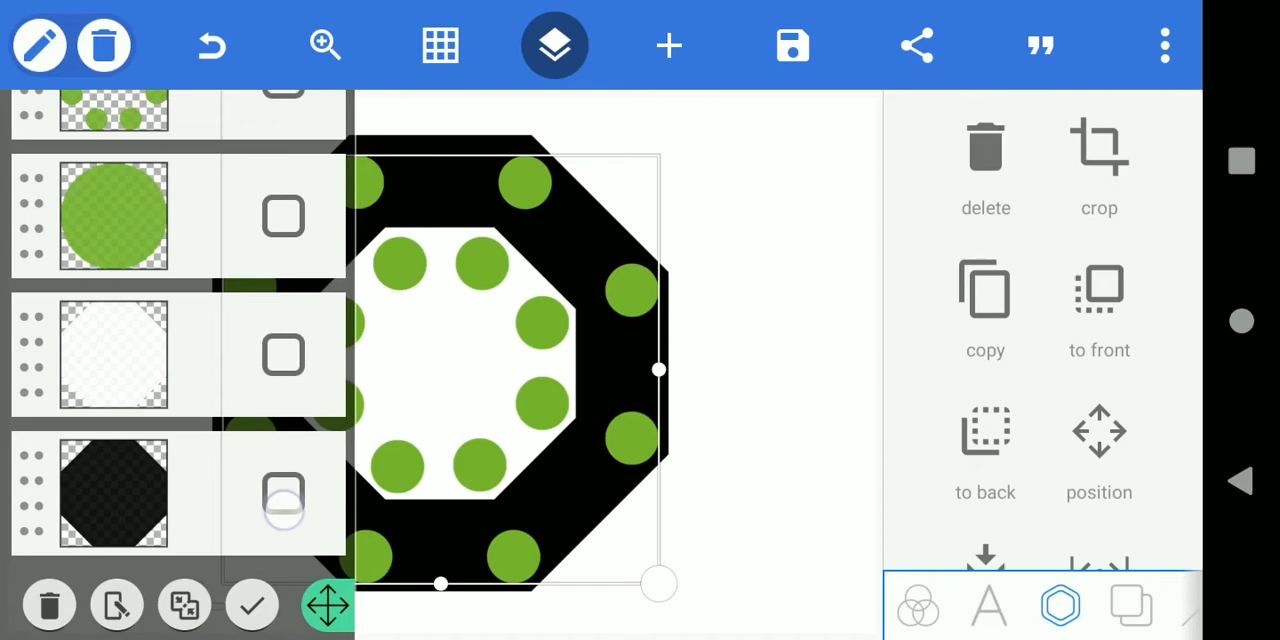 delete
crop
copy
to front
to back
position